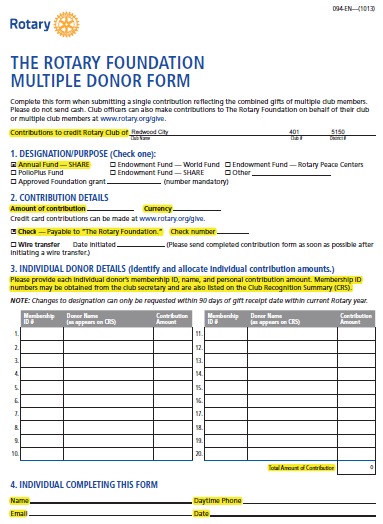 094-EN—(1013)
Rotary
THE ROTARY FOUNDATION
MULTIPLE DONOR FORM
Complete this form when submitting a single contribution reflecting the combined gifts of multiple club members.
Please do not send cash. Club officers can also make contributions to The Rotary Foundation on behalf of their club
or multiple club members at www.rotary.org/give.
Contributions to credit Rotary Club of Redwood City 401 5150
Club Name Club # District #
1. DESIGNATION/PURPOSE (Check one):
Annual Fund — SHARE ☐ Endowment Fund — World Fund ☐ Endowment Fund — Rotary Peace Centers
☐ PolioPlus Fund ☐ Endowment Fund — SHARE ☐ Other
☐ Approved Foundation grant (number mandatory)
2. CONTRIBUTION DETAILS
Amount of contribution Currency
Credit card contributions can be made at www.rotary.org/give.
Check — Payable to "The Rotary Foundation." Check number
☐ Wire transfer Date Initiated (Please send completed contribution form as soon as possible after
initiating a wire transfer.)
3. INDIVIDUAL DONOR DETAILS (Identify and allocate individual contribution amounts.)
Please provide each individual donor's membership ID, name, and personal contribution amount. Membership ID
numbers may be obtained from the club secretary and are also listed on the Club Recognition Summary (CRS).
NOTE: Changes to designation can only be requested within 90 days of gift receipt date within current Rotary year.
Membership Donor Name Contribution Membership Donor Name Contribution
ID # (as appears on CRS) Amount ID # (as appears on CRS) Amount
1. 11.
2. 12.
3. 13.
4. 14.
5. 15.
6. 16.
7. 17.
8. 18.
9. 19.
10. 20.
Total Amount of Contribution 0
4. INDIVIDUAL COMPLETING THIS FORM
Name Daytime Phone
Email Date